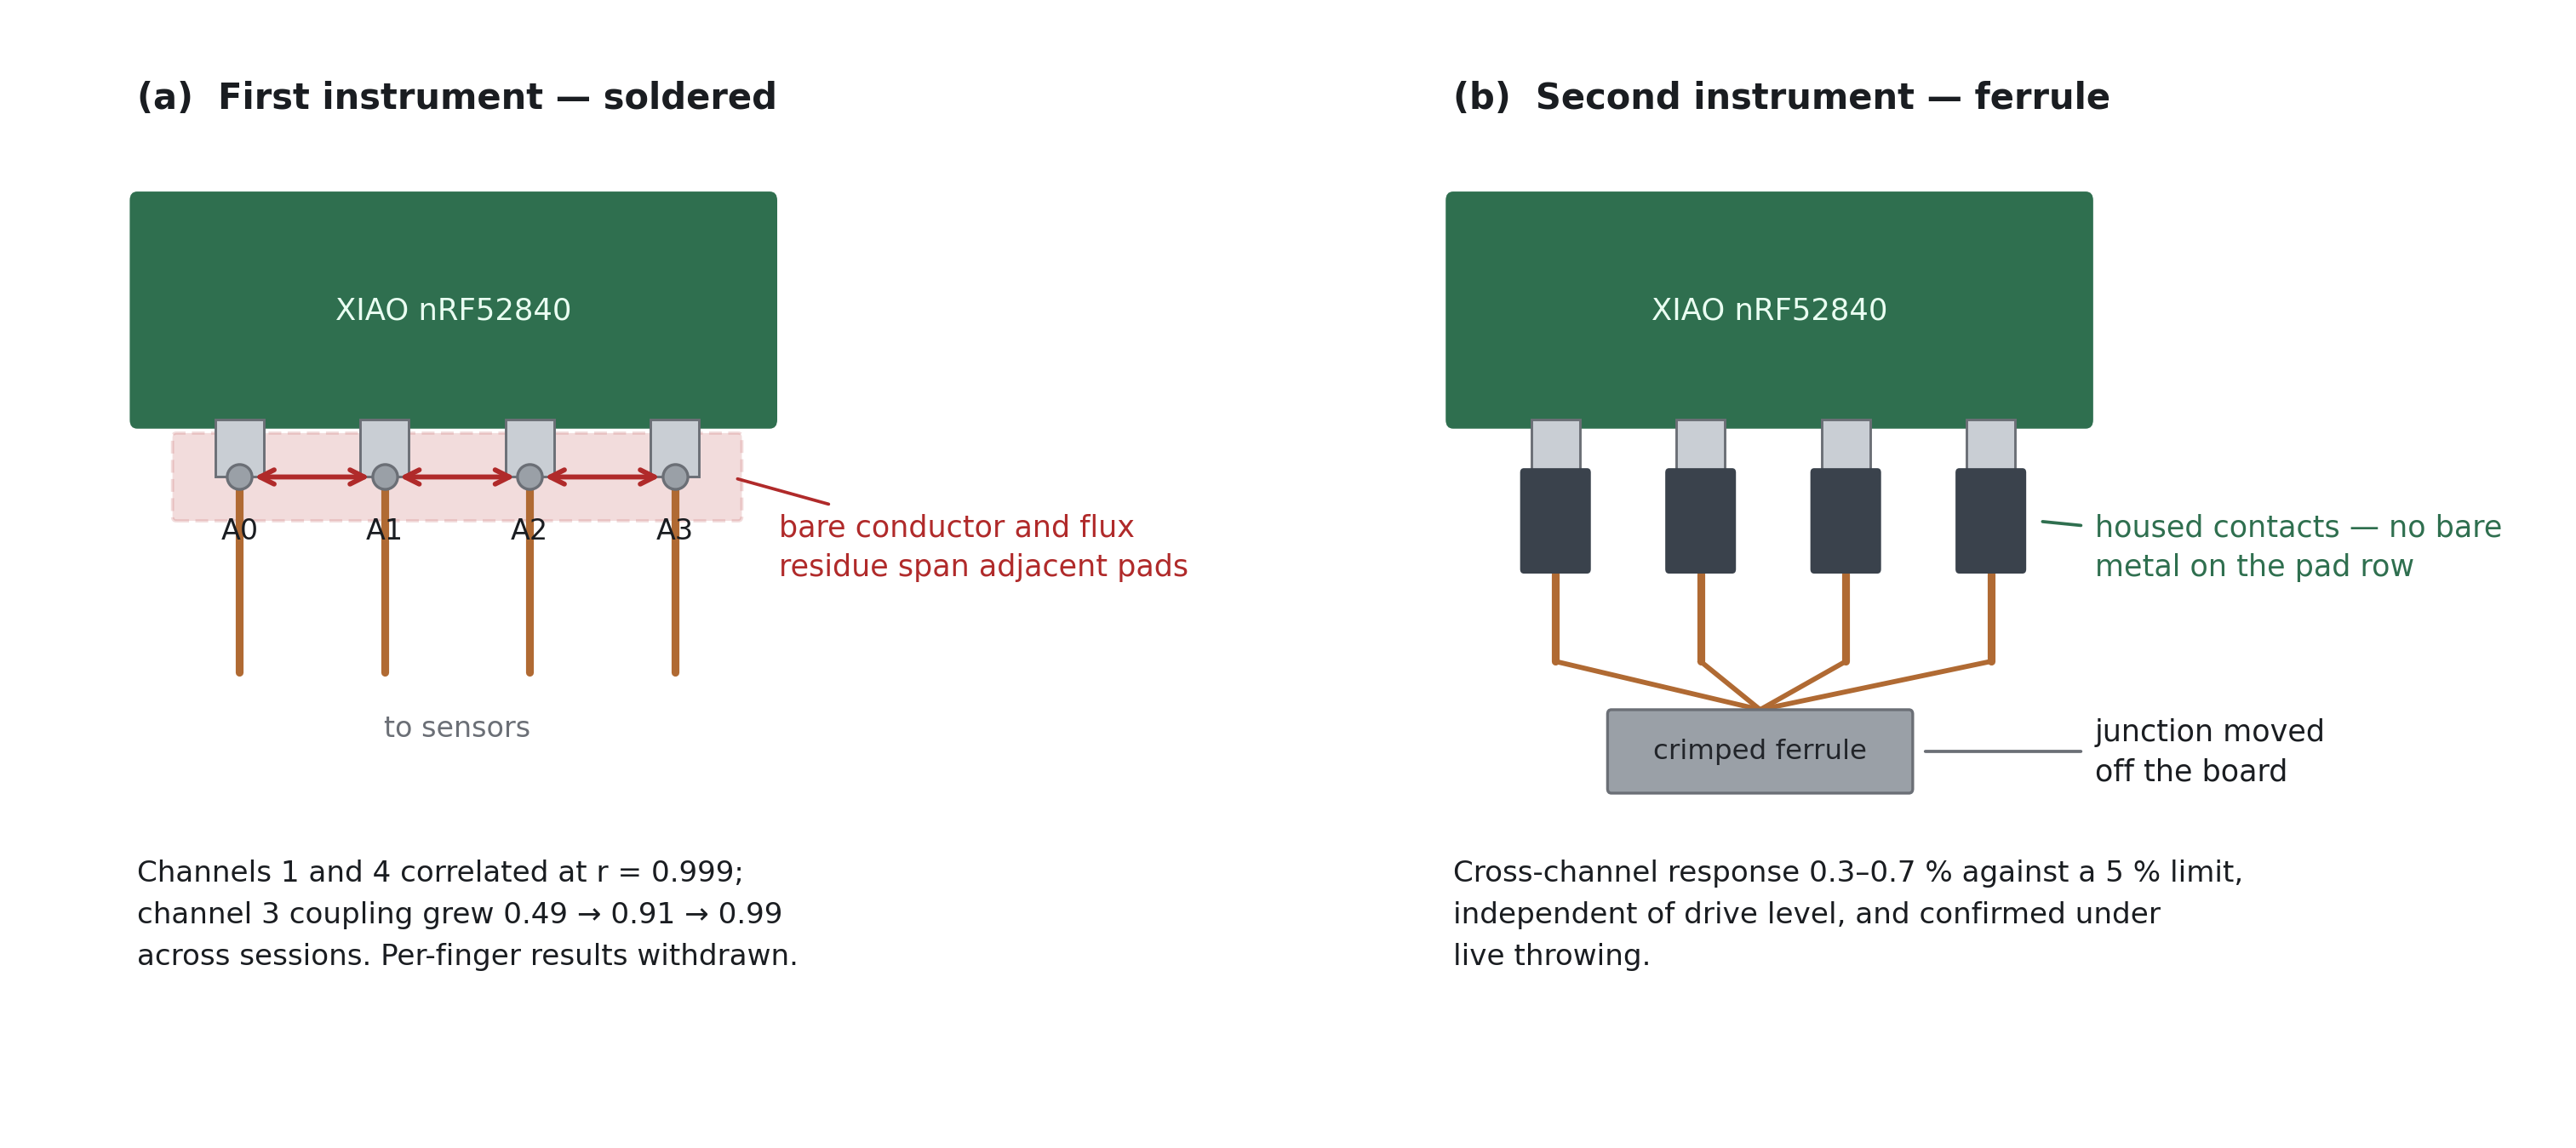 (a) First instrument — soldered
XIAO nRF52840
A0 A1 A2 A3
bare conductor and flux
residue span adjacent pads
to sensors
Channels 1 and 4 correlated at r = 0.999;
channel 3 coupling grew 0.49 → 0.91 → 0.99
across sessions. Per-finger results withdrawn.
(b) Second instrument — ferrule
XIAO nRF52840
housed contacts — no bare
metal on the pad row
crimped ferrule
junction moved
off the board
Cross-channel response 0.3–0.7 % against a 5 % limit,
independent of drive level, and confirmed under
live throwing.